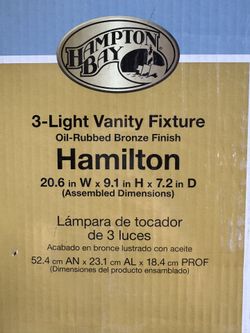 HAMPTON
BAY
3-Light Vanity Fixture
Oil-Rubbed Bronze Finish
Hamilton
20.6 in W x 9.1 in H x 7.2 in D
(Assembled Dimensions)
Lámpara de tocador
de 3 luces
Acabado en bronce lustrado con aceite
52.4 cm AN x 23.1 cm AL x 18.4 cm PROF
(Dimensiones del producto ensamblado)